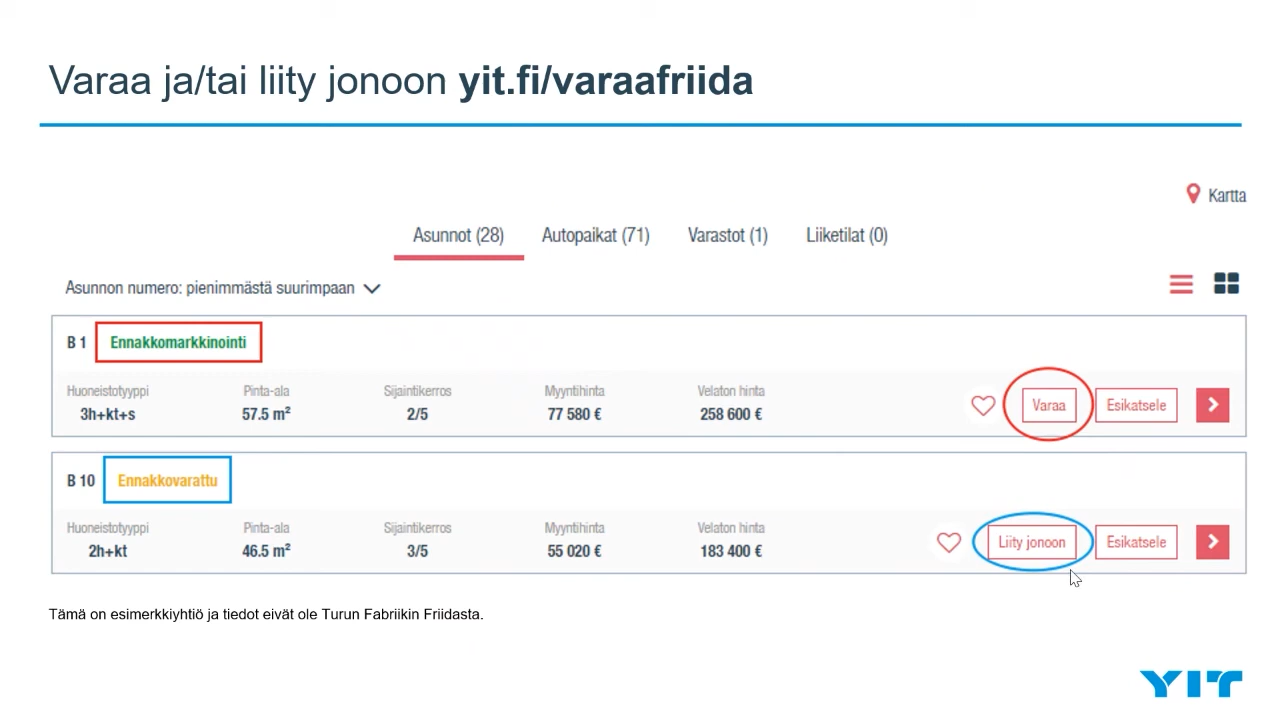 Varaa ja/tai liity jonoon yit.fi/varaafriida
Kartta
Asunnot (28) Autopaikat (71) Varastot (1) Liiketilat (0)
Asunnon numero: pienimmästä suurimpaan
B 1 Ennakkomarkkinointi
Huoneistotyyppi Pinta-ala Sijaintikerros Myyntihinta Velaton hinta
3h+kt+s 57.5 m² 2/5 77 580 € 258 600 € Varaa Esikatsele
B 10 Ennakkovarattu
Huoneistotyyppi Pinta-ala Sijaintikerros Myyntihinta Velaton hinta
2h+kt 46.5 m² 3/5 55 020 € 183 400 € Liity jonoon Esikatsele
Tämä on esimerkkiyhtiö ja tiedot eivät ole Turun Fabriikin Friidasta.
YIT